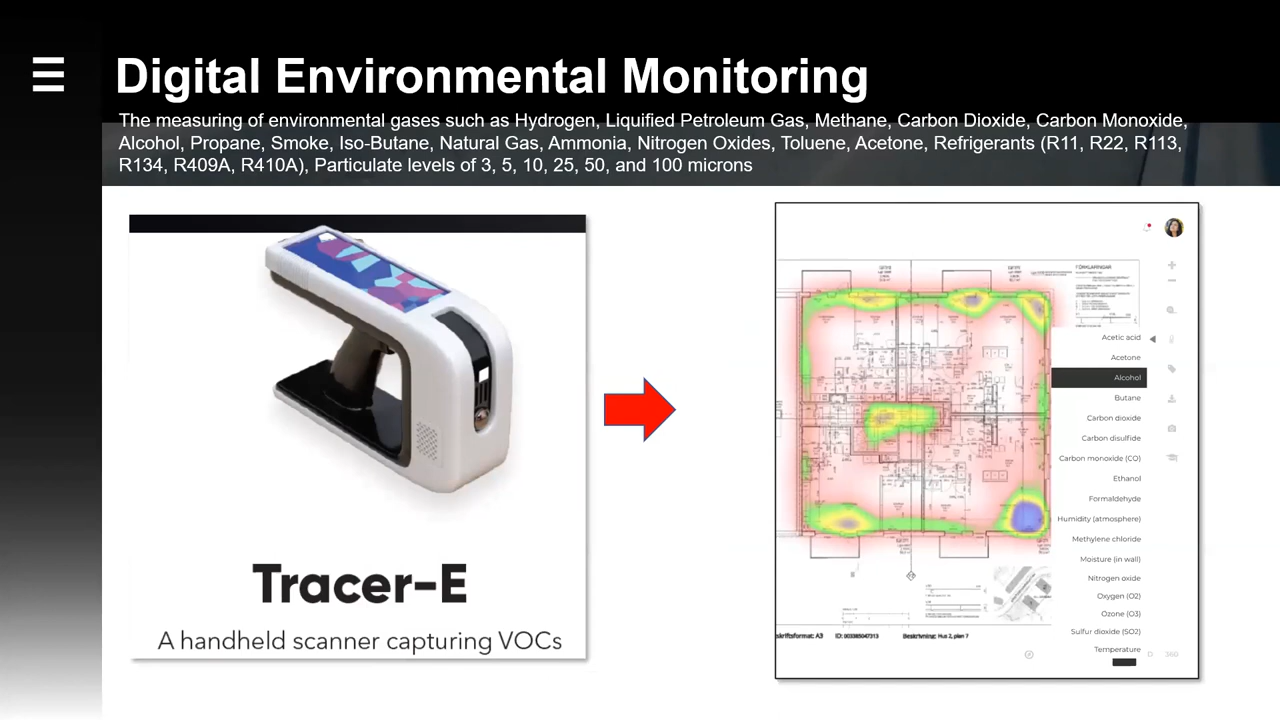 Digital Environmental Monitoring
The measuring of environmental gases such as Hydrogen, Liquified Petroleum Gas, Methane, Carbon Dioxide, Carbon Monoxide,
Alcohol, Propane, Smoke, Iso-Butane, Natural Gas, Ammonia, Nitrogen Oxides, Toluene, Acetone, Refrigerants (R11, R22, R113,
R134, R409A, R410A), Particulate levels of 3, 5, 10, 25, 50, and 100 microns
Tracer-E
A handheld scanner capturing VOCs
FÖRKLARINGAR
Acetic acid
Acetone
Alcohol
Butane
Carbon dioxide
Carbon disulfide
Carbon monoxide (CO)
Ethanol
Formaldehyde
Humidity (atmosphere)
Methylene chloride
Moisture (in wall)
Nitrogen oxide
Oxygen (O2)
Ozone (O3)
Sulfur dioxide (SO2)
Temperature
D 360
skriftsformat: A3 ID: 003385047313 Beskrivning: Hus 2, plan 7